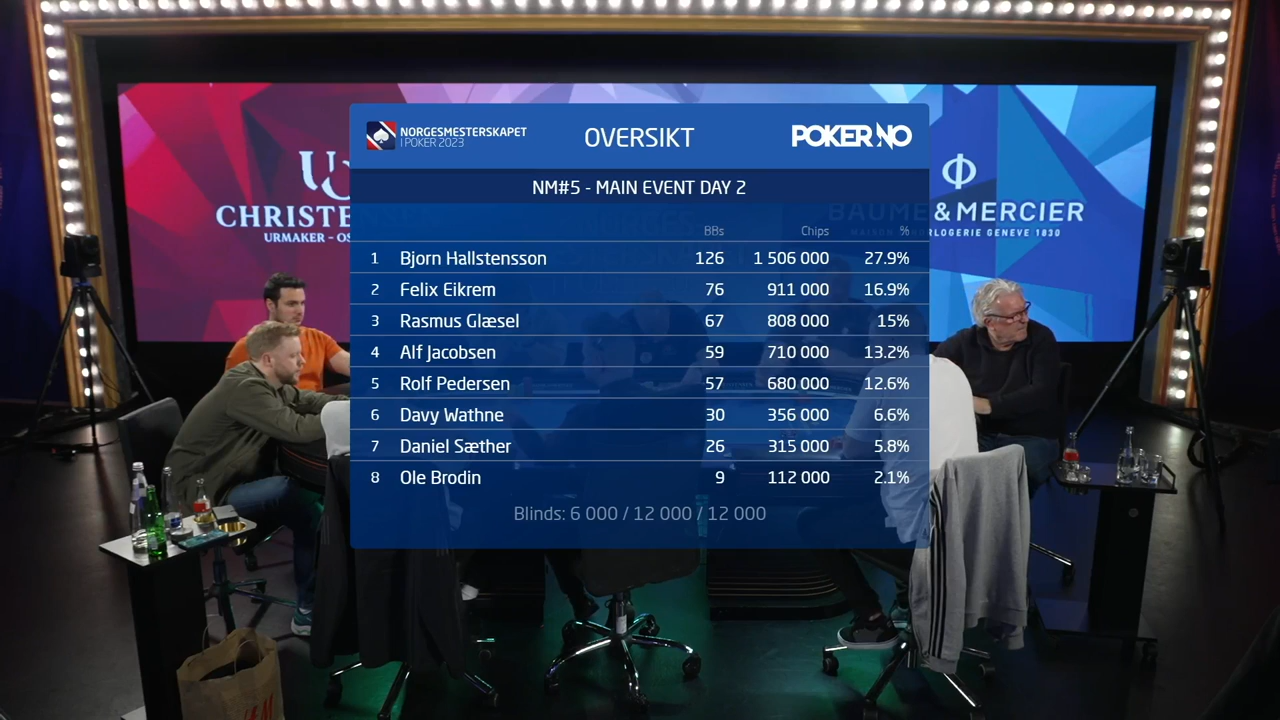 NORGESMESTERSKAPET
I POKER 2023
OVERSIKT
POKER.NO
NM#5 - MAIN EVENT DAY 2
BBs Chips %
1 Bjorn Hallstensson 126 1 506 000 27.9%
2 Felix Eikrem 76 911 000 16.9%
3 Rasmus Glæsel 67 808 000 15%
4 Alf Jacobsen 59 710 000 13.2%
5 Rolf Pedersen 57 680 000 12.6%
6 Davy Wathne 30 356 000 6.6%
7 Daniel Sæther 26 315 000 5.8%
8 Ole Brodin 9 112 000 2.1%
Blinds: 6 000 / 12 000 / 12 000
URMAKER -
BAUME & MERCIER
GENEVE 1830